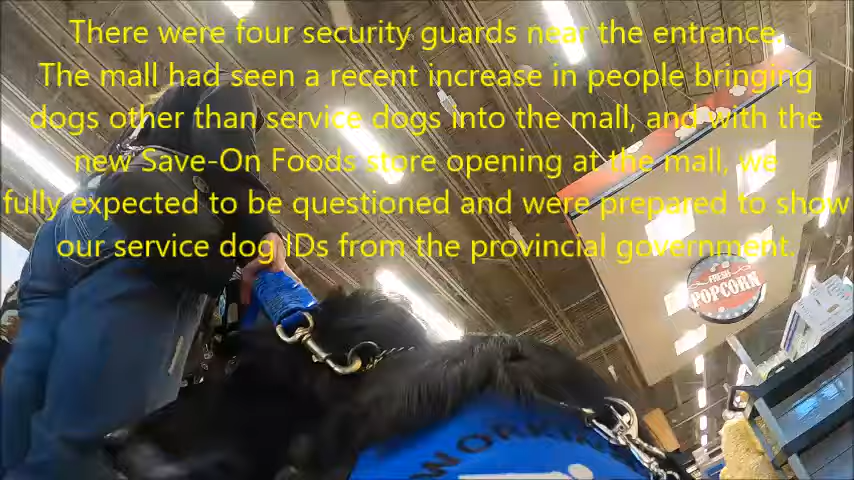 There were four security guards near the entrance.
The mall had seen a recent increase in people bringing
dogs other than service dogs into the mall, and with the
new Save-On Foods store opening at the mall, we
fully expected to be questioned and were prepared to show
our service dog IDs from the provincial government.
FRESH
POPCORN
WORKING